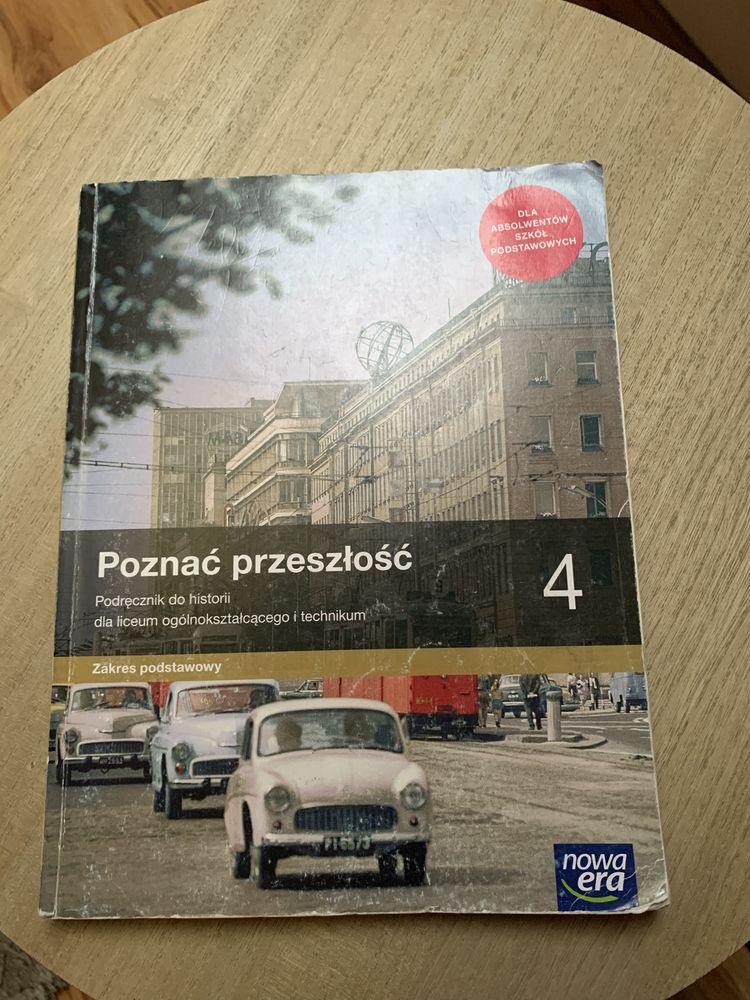 DLA
ABSOLWENTÓW
SZKÓŁ
PODSTAWOWYCH
Poznać przeszłość
4
Podręcznik do historii
dla liceum ogólnokształcącego i technikum
Zakres podstawowy
nowa
era